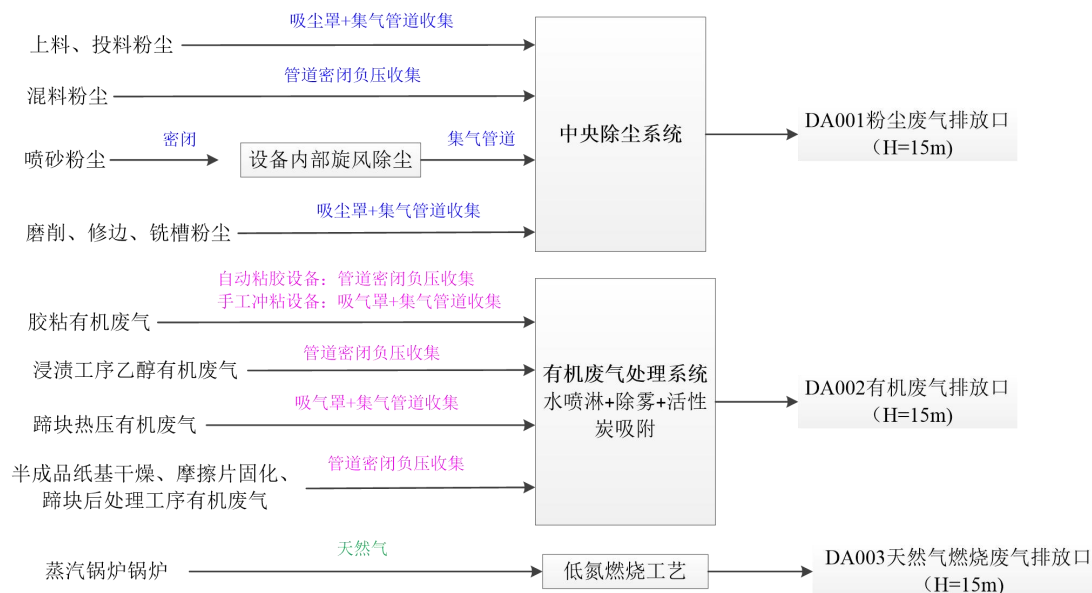 吸尘罩+集气管道收集
上料、投料粉尘
管道密闭负压收集
混料粉尘
中央除尘系统
DA001粉尘废气排放口
（H=15m)
密闭
集气管道
喷砂粉尘
设备内部旋风除尘
吸尘罩+集气管道收集
磨削、修边、铣槽粉尘
自动粘胶设备：管道密闭负压收集
手工冲粘设备：吸气罩+集气管道收集
胶粘有机废气
管道密闭负压收集
浸渍工序乙醇有机废气
有机废气处理系统
水喷淋+除雾+活性
炭吸附
DA002有机废气排放口
（H=15m)
吸气罩+集气管道收集
蹄块热压有机废气
管道密闭负压收集
半成品纸基干燥、摩擦片固化、
蹄块后处理工序有机废气
天然气
蒸汽锅炉锅炉
低氮燃烧工艺
DA003天然气燃烧废气排放口
(H=15m)